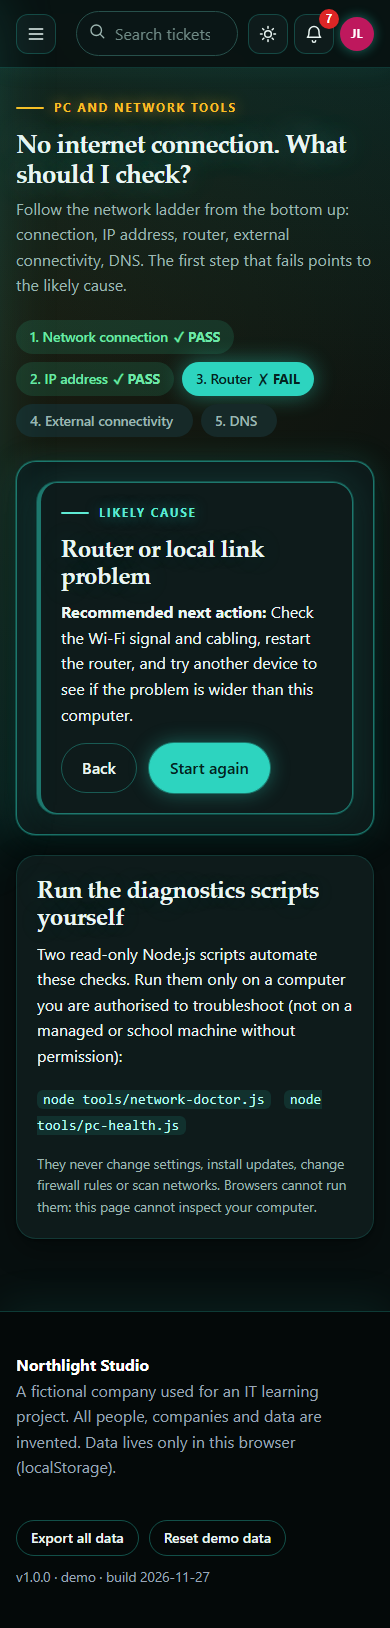 Search tickets
7
JL
PC AND NETWORK TOOLS
No internet connection. What
should I check?
Follow the network ladder from the bottom up:
connection, IP address, router, external
connectivity, DNS. The first step that fails points to
the likely cause.
1. Network connection ✓ PASS
2. IP address ✓ PASS
3. Router ✗ FAIL
4. External connectivity
5. DNS
LIKELY CAUSE
Router or local link
problem
Recommended next action: Check
the Wi-Fi signal and cabling, restart
the router, and try another device to
see if the problem is wider than this
computer.
Back
Start again
Run the diagnostics scripts
yourself
Two read-only Node.js scripts automate
these checks. Run them only on a computer
you are authorised to troubleshoot (not on a
managed or school machine without
permission):
node tools/network-doctor.js node
tools/pc-health.js
They never change settings, install updates, change
firewall rules or scan networks. Browsers cannot run
them: this page cannot inspect your computer.
Northlight Studio
A fictional company used for an IT learning
project. All people, companies and data are
invented. Data lives only in this browser
(localStorage).
Export all data
Reset demo data
v1.0.0 · demo · build 2026-11-27